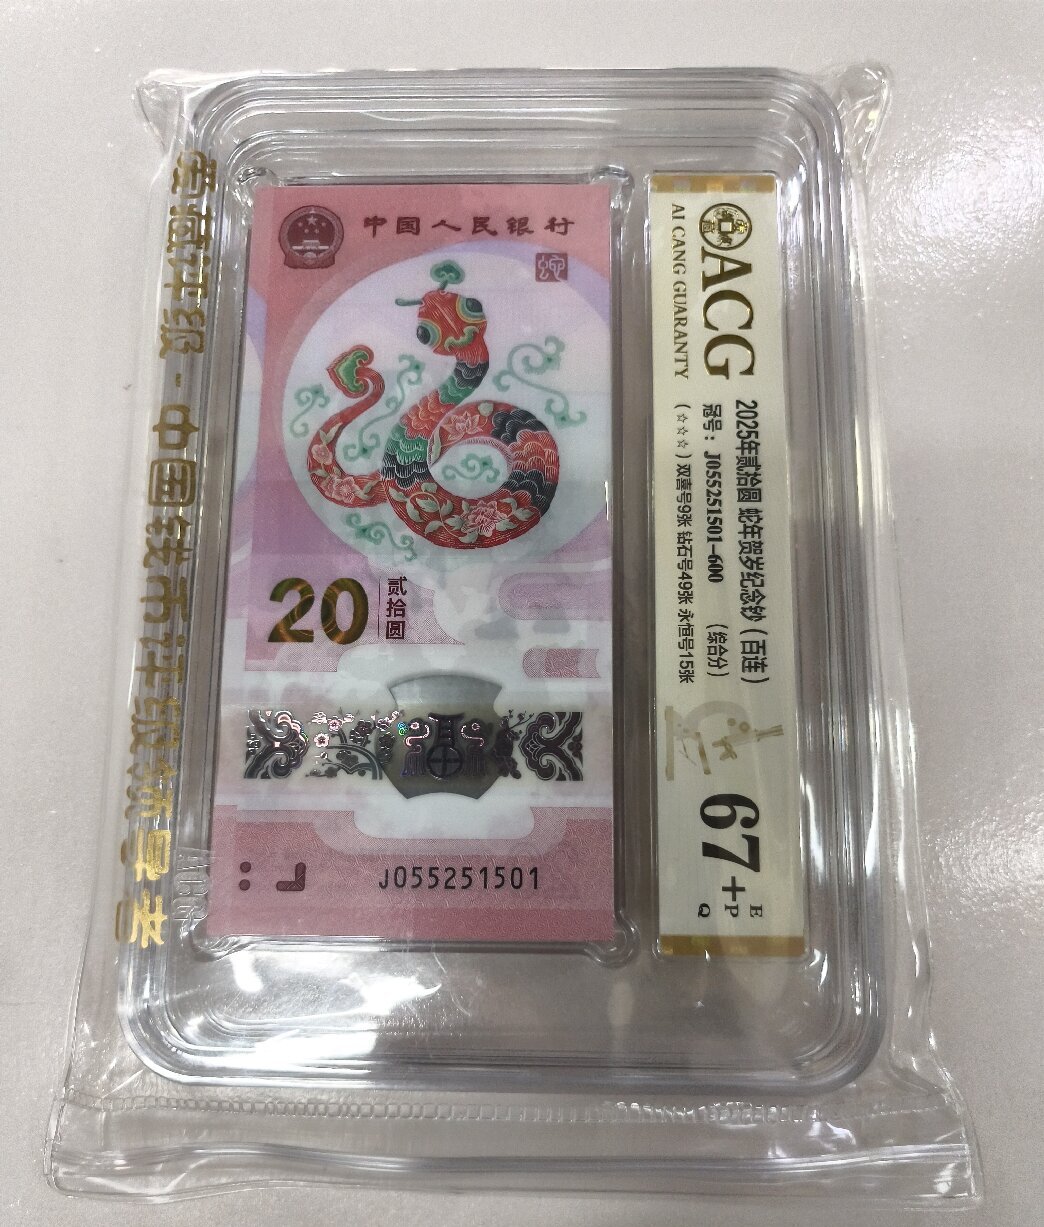 中国人民银行
蛇
20
贰拾圆
J055251501
爱藏评级 - 中国钱币评级领导者
ACG
AI CANG GUARANTY
2025年贰拾圆 蛇年贺岁纪念钞（百连）
冠号：J055251501-600 （综合分）
（☆☆☆）双喜号9张 钻石号49张 永恒号15张
67+
E
P
Q